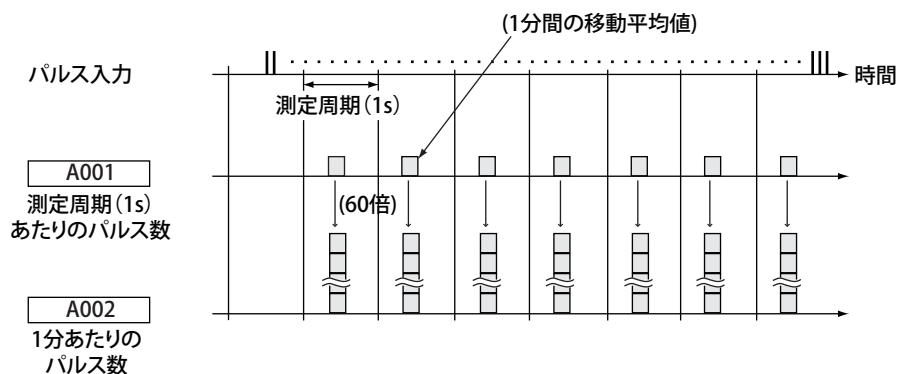 (1分間の移動平均値)
パルス入力
時間
測定周期(1s)
A001
測定周期(1s)
あたりのパルス数
(60倍)
A002
1分あたりの
パルス数